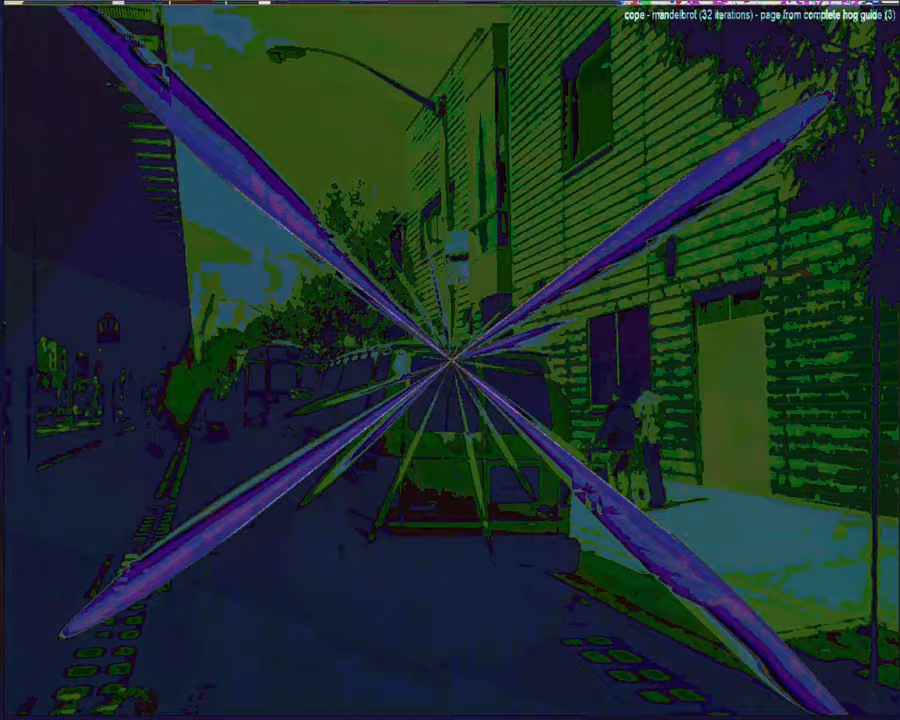 cope - mandelbrot (32 iterations) - page from complete hog guide (3)